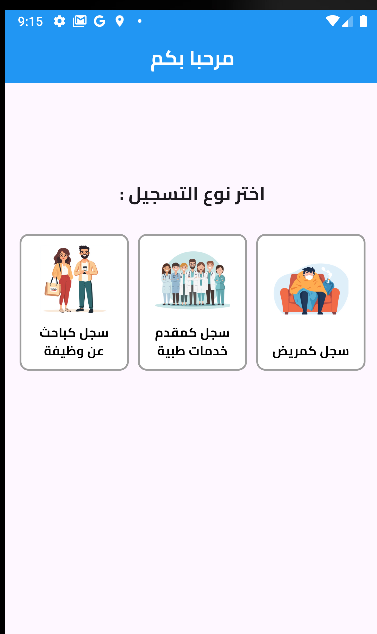 9:15
مرحبا بكم
اختر نوع التسجيل :
سجل كمريض
سجل كمقدم
خدمات طبية
سجل كباحث
عن وظيفة